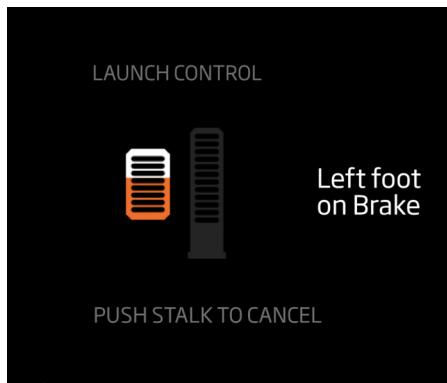 LAUNCH CONTROL
Left foot
on Brake
PUSH STALK TO CANCEL